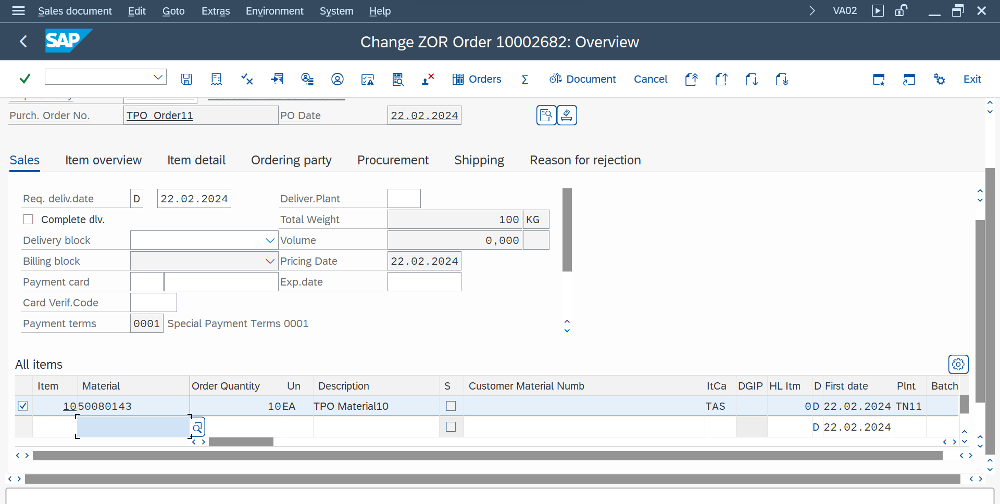 Sales document Edit Goto Extras Environment System Help VA02
SAP Change ZOR Order 10002682: Overview
Orders Σ Document Cancel Exit
Purch. Order No. TPO Order11 PO Date 22.02.2024
Sales Item overview Item detail Ordering party Procurement Shipping Reason for rejection
Req. deliv.date D 22.02.2024 Deliver.Plant
Complete dlv. Total Weight 100 KG
Delivery block Volume 0,000
Billing block Pricing Date 22.02.2024
Payment card Exp.date
Card Verif.Code
Payment terms 0001 Special Payment Terms 0001
All items
Item Material Order Quantity Un Description S Customer Material Numb ItCa DGIP HL Itm D First date Plnt Batch
10 50080143 10 EA TPO Material10 TAS 0 D 22.02.2024 TN11
D 22.02.2024